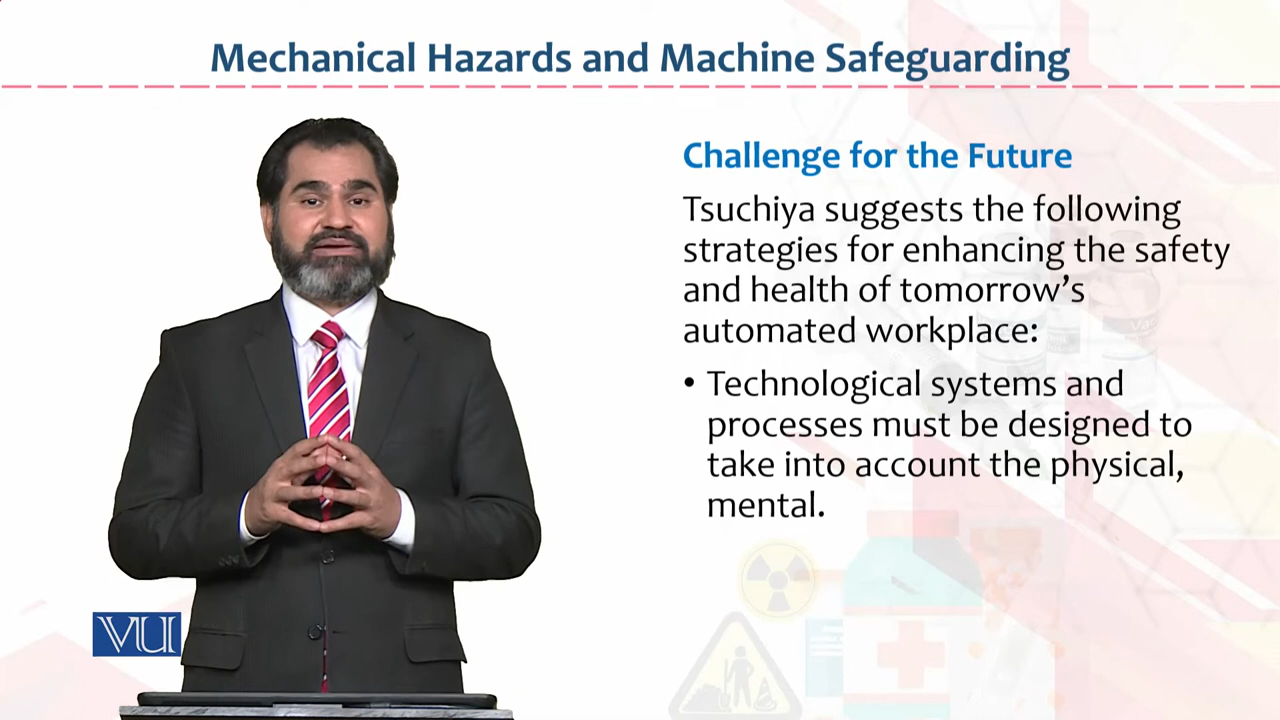 Mechanical Hazards and Machine Safeguarding
Challenge for the Future
Tsuchiya suggests the following
strategies for enhancing the safety
and health of tomorrow’s
automated workplace:
• Technological systems and
processes must be designed to
take into account the physical,
mental.
VU